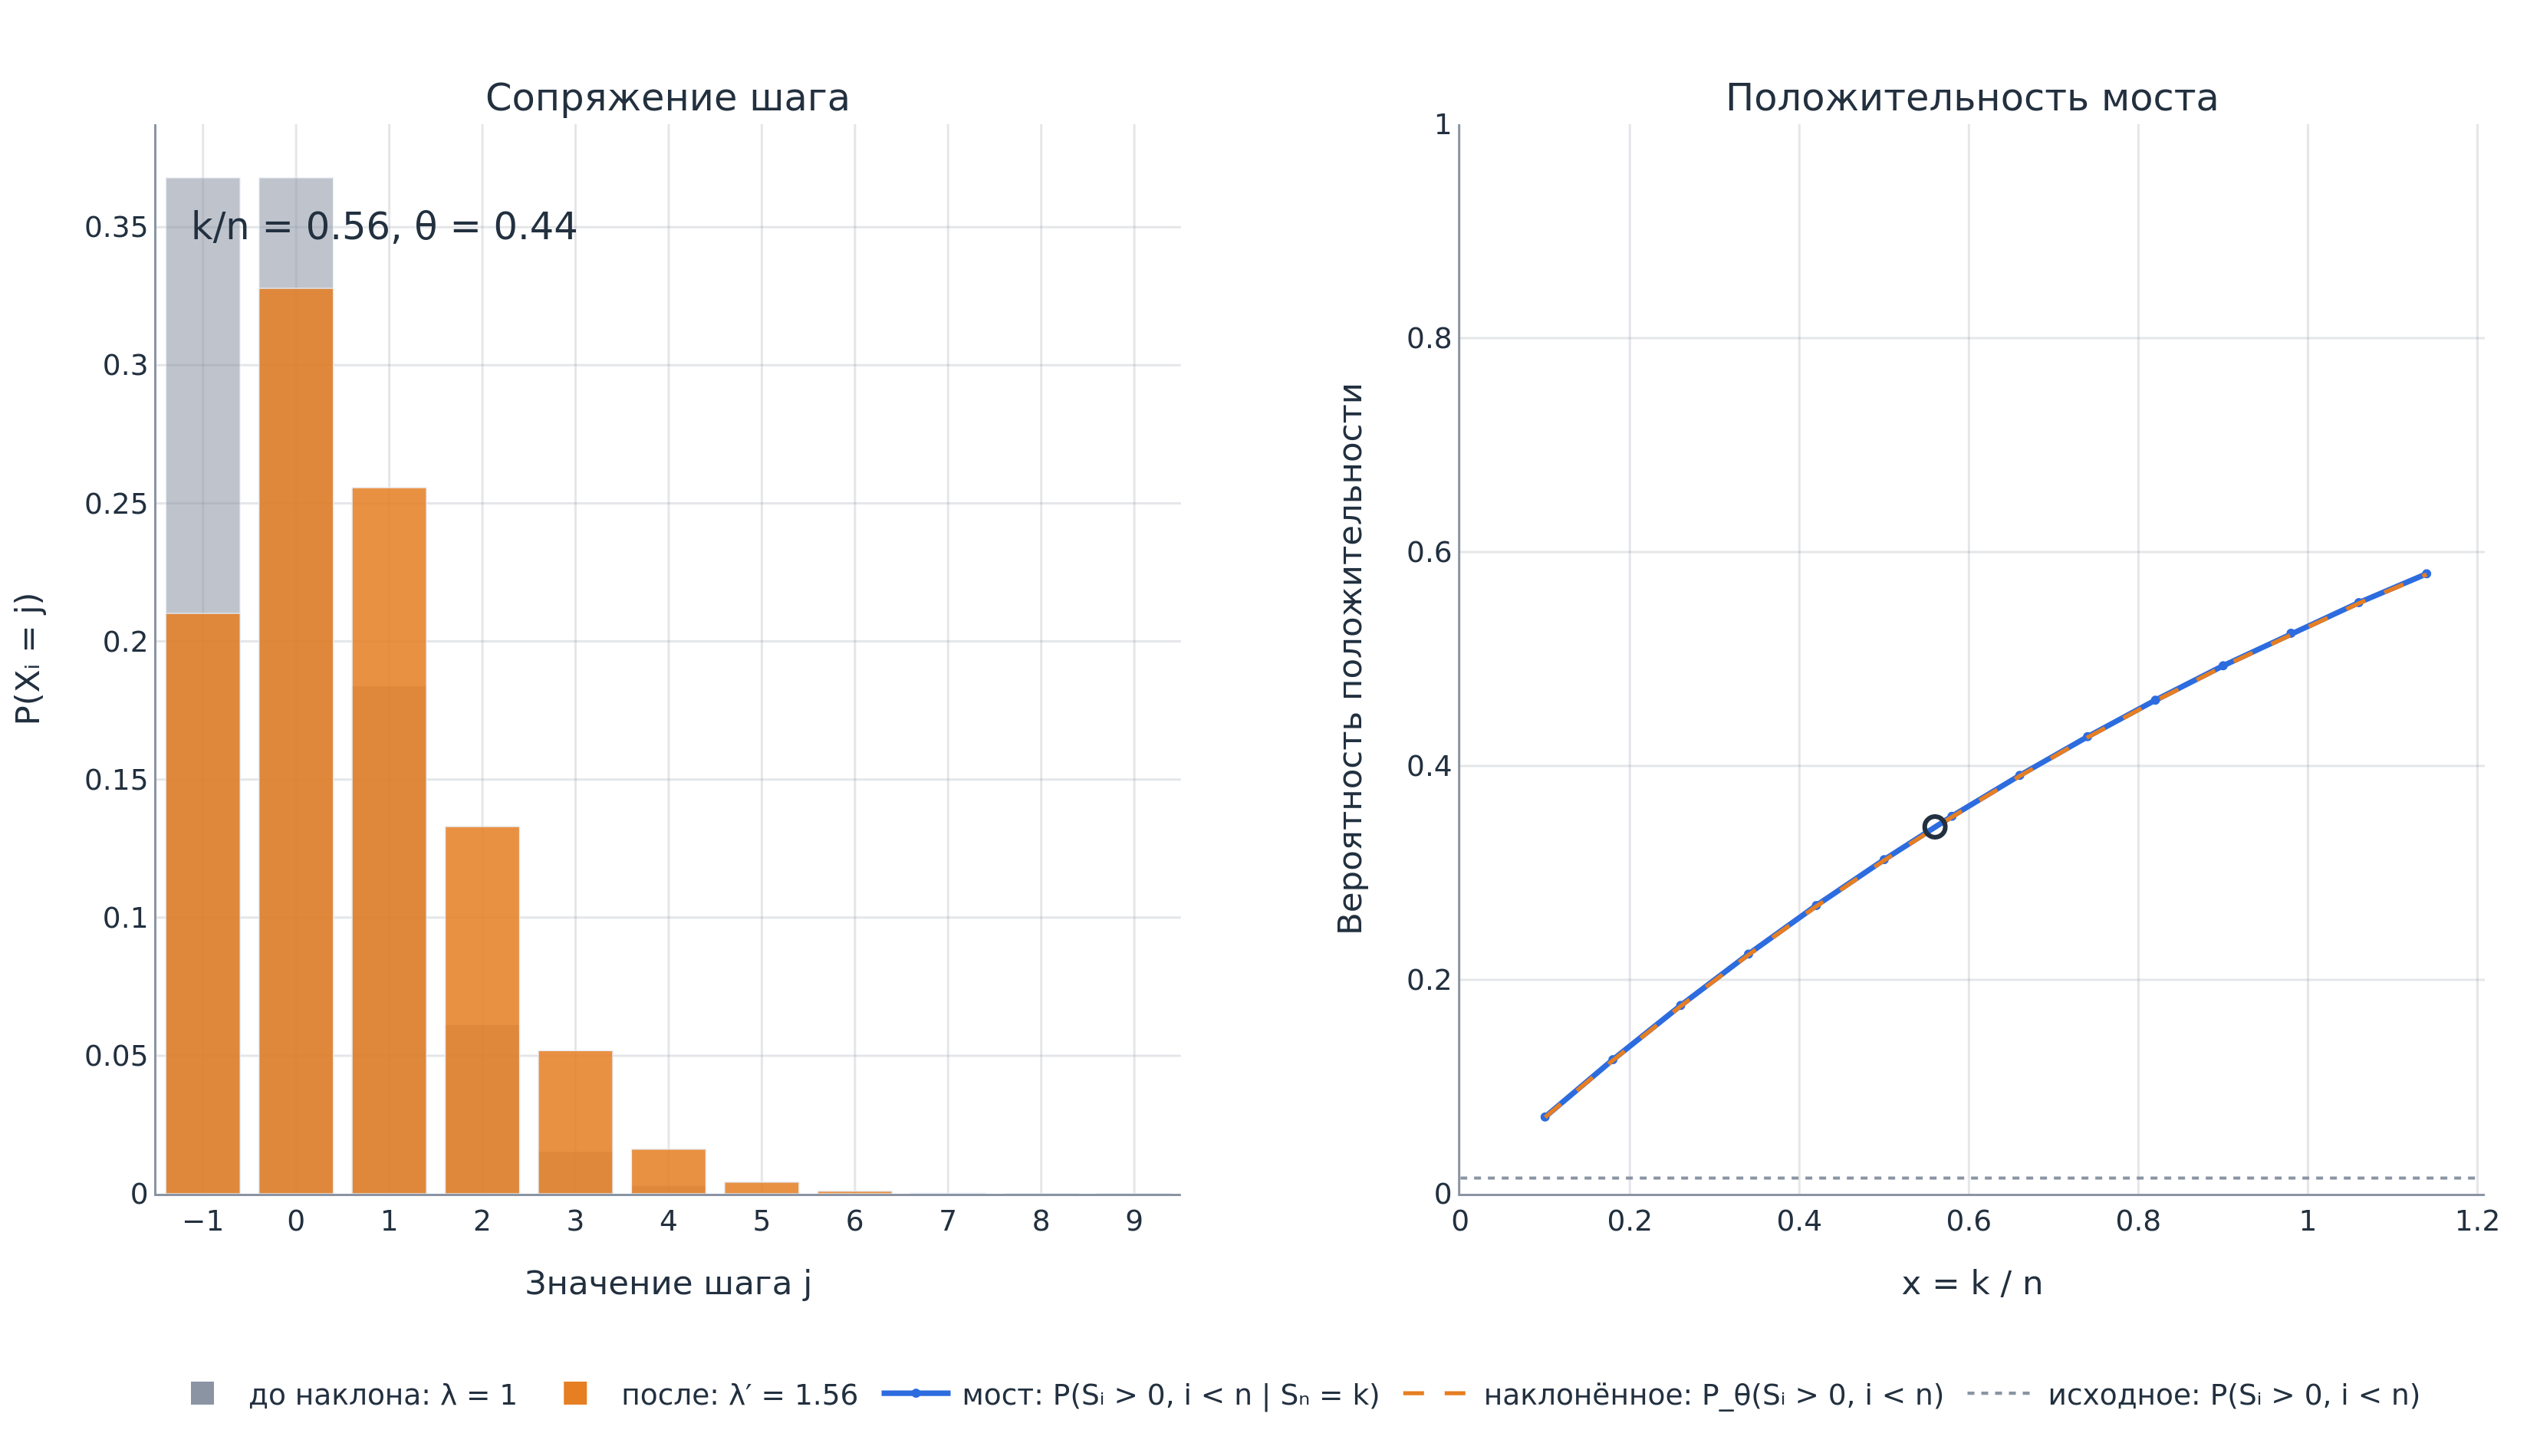 Сопряжение шага
k/n = 0.56, θ = 0.44
P(Xᵢ = j)
0.35
0.3
0.25
0.2
0.15
0.1
0.05
0
−1 0 1 2 3 4 5 6 7 8 9
Значение шага j
Положительность моста
Вероятность положительности
1
0.8
0.6
0.4
0.2
0
0 0.2 0.4 0.6 0.8 1 1.2
x = k / n
до наклона: λ = 1 после: λ′ = 1.56 мост: P(Sᵢ > 0, i < n | Sₙ = k) наклонённое: P_θ(Sᵢ > 0, i < n) исходное: P(Sᵢ > 0, i < n)